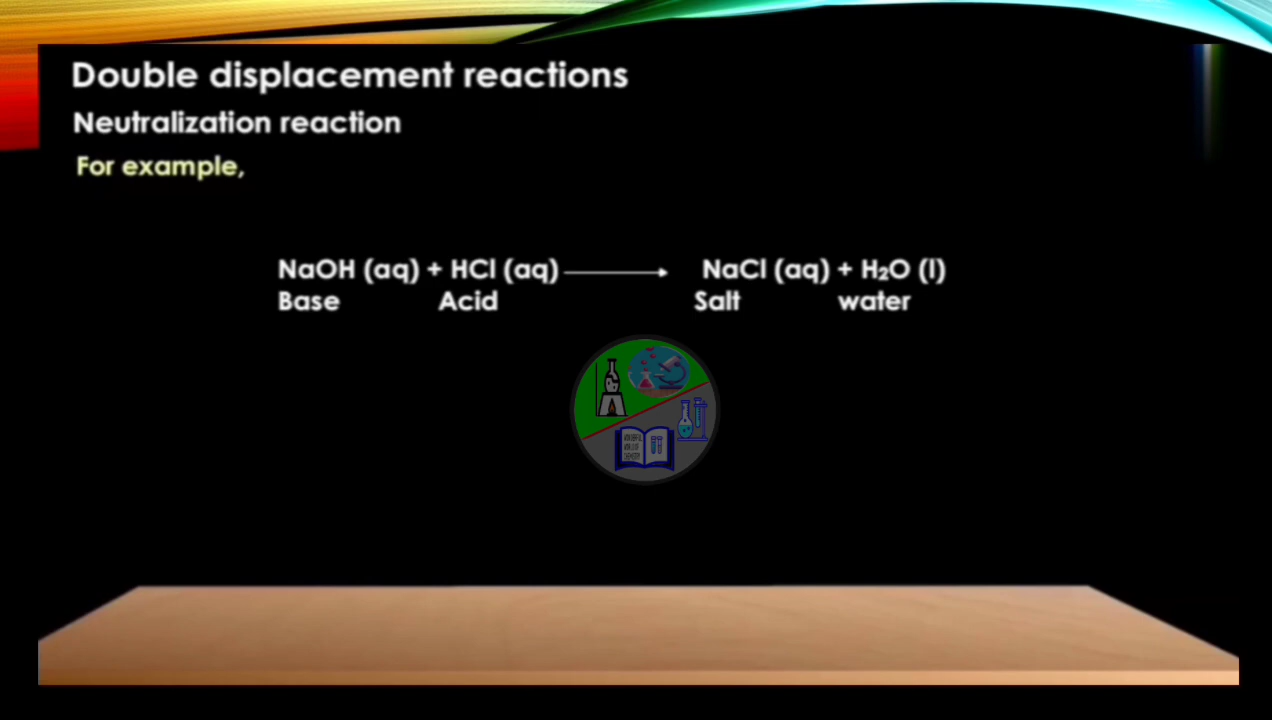 Double displacement reactions
Neutralization reaction
For example,
NaOH (aq) + HCl (aq) ⟶ NaCl (aq) + H₂O (l)
Base Acid Salt water